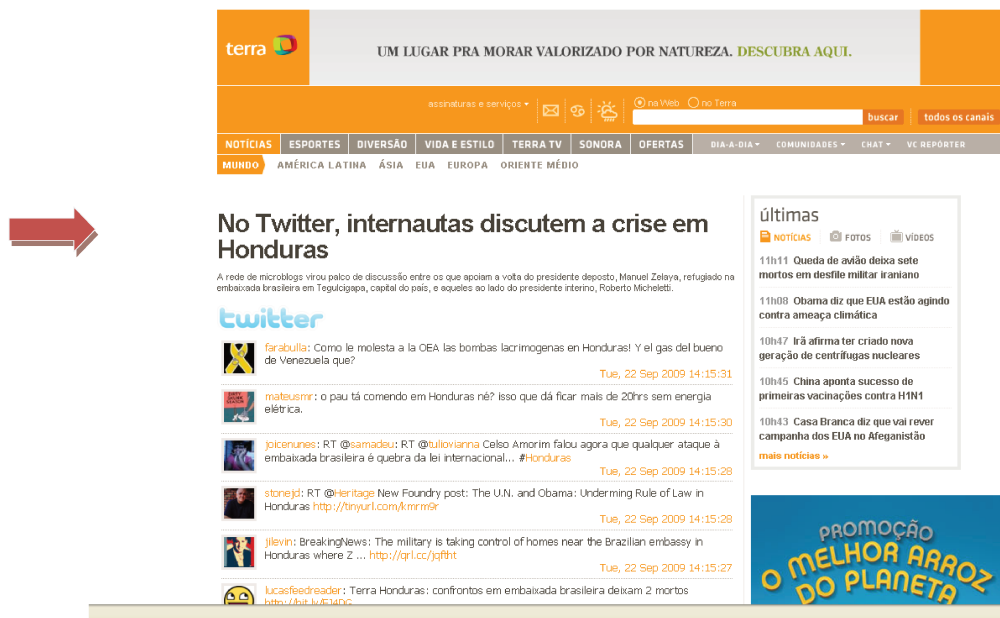 terra
UM LUGAR PRA MORAR VALORIZADO POR NATUREZA. DESCUBRA AQUI.
assinaturas e serviços
na Web no Terra
buscar
todos os canais
NOTÍCIAS ESPORTES DIVERSÃO VIDA E ESTILO TERRA TV SONORA OFERTAS DIA-A-DIA COMUNIDADES CHAT VC REPÓRTER
MUNDO AMÉRICA LATINA ÁSIA EUA EUROPA ORIENTE MÉDIO
No Twitter, internautas discutem a crise em
Honduras
A rede de microblogs virou palco de discussão entre os que apoiam a volta do presidente deposto, Manuel Zelaya, refugiado na
embaixada brasileira em Tegulcigapa, capital do país, e aqueles ao lado do presidente interino, Roberto Micheletti.
twitter
farabulla: Como le molesta a la OEA las bombas lacrimogenas en Honduras! Y el gas del bueno
de Venezuela que?
Tue, 22 Sep 2009 14:15:31
mateusmr: o pau tá comendo em Honduras né? isso que dá ficar mais de 20hrs sem energia
elétrica.
Tue, 22 Sep 2009 14:15:30
joicenunes: RT @samadeu: RT @tuliovianna Celso Amorim falou agora que qualquer ataque à
embaixada brasileira é quebra da lei internacional... #Honduras
Tue, 22 Sep 2009 14:15:28
stonejd: RT @Heritage New Foundry post: The U.N. and Obama: Underming Rule of Law in
Honduras http://tinyurl.com/kmrm9r
Tue, 22 Sep 2009 14:15:28
jilevin: BreakingNews: The military is taking control of homes near the Brazilian embassy in
Honduras where Z ... http://qrl.cc/jqftht
Tue, 22 Sep 2009 14:15:27
lucasfeedreader: Terra Honduras: confrontos em embaixada brasileira deixam 2 mortos
últimas
NOTÍCIAS FOTOS VÍDEOS
11h11 Queda de avião deixa sete
mortos em desfile militar iraniano
11h08 Obama diz que EUA estão agindo
contra ameaça climática
10h47 Irã afirma ter criado nova
geração de centrífugas nucleares
10h45 China aponta sucesso de
primeiras vacinações contra H1N1
10h43 Casa Branca diz que vai rever
campanha dos EUA no Afeganistão
mais notícias »
PROMOÇÃO
O MELHOR ARROZ
DO PLANETA